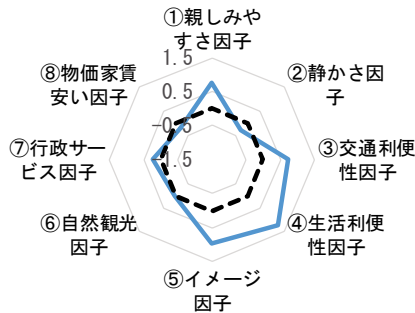 ①親しみや
すさ因子
1.5
⑧物価家賃
安い因子
②静かさ因
子
0.5
-0.5
⑦行政サー
ビス因子
-1.5
③交通利便
性因子
⑥自然観光
因子
④生活利便
性因子
⑤イメージ
因子